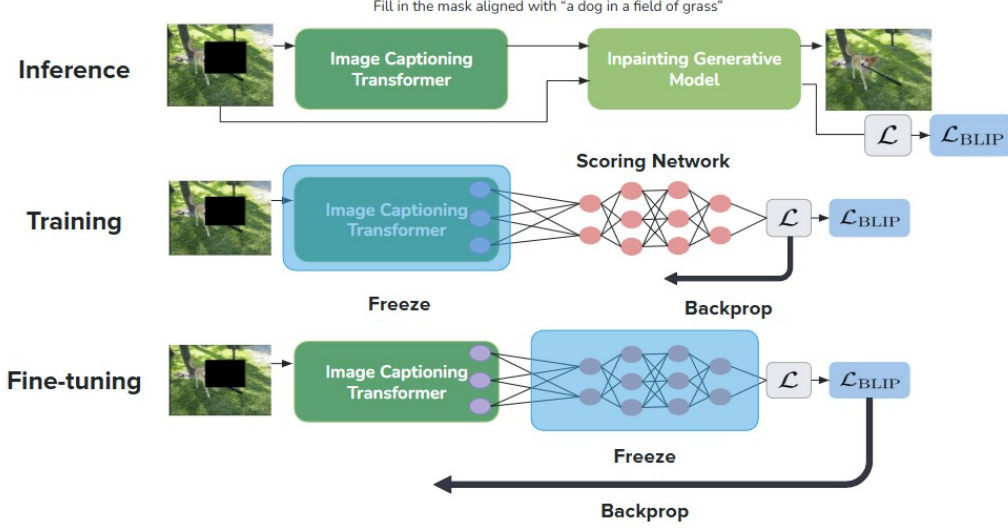 Fill in the mask aligned with “a dog in a field of grass”
Inference
Image Captioning
Transformer
Inpainting Generative
Model
ℒ
ℒBLIP
Scoring Network
Training
Image Captioning
Transformer
ℒ
ℒBLIP
Freeze
Backprop
Fine-tuning
Image Captioning
Transformer
ℒ
ℒBLIP
Freeze
Backprop